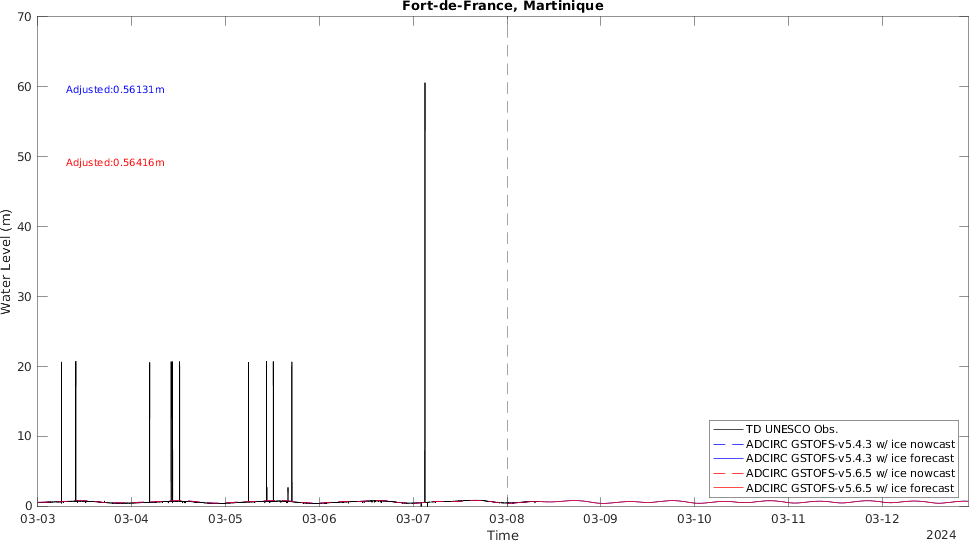 Fort-de-France, Martinique
70
60
50
40
30
20
10
0
Water Level (m)
Adjusted:0.56131m
Adjusted:0.56416m
TD UNESCO Obs.
ADCIRC GSTOFS-v5.4.3 w/ ice nowcast
ADCIRC GSTOFS-v5.4.3 w/ ice forecast
ADCIRC GSTOFS-v5.6.5 w/ ice nowcast
ADCIRC GSTOFS-v5.6.5 w/ ice forecast
03-03 03-04 03-05 03-06 03-07 03-08 03-09 03-10 03-11 03-12
Time
2024